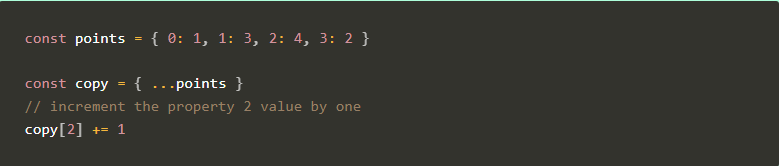 const points = { 0: 1, 1: 3, 2: 4, 3: 2 }
const copy = { ...points }
// increment the property 2 value by one
copy[2] += 1